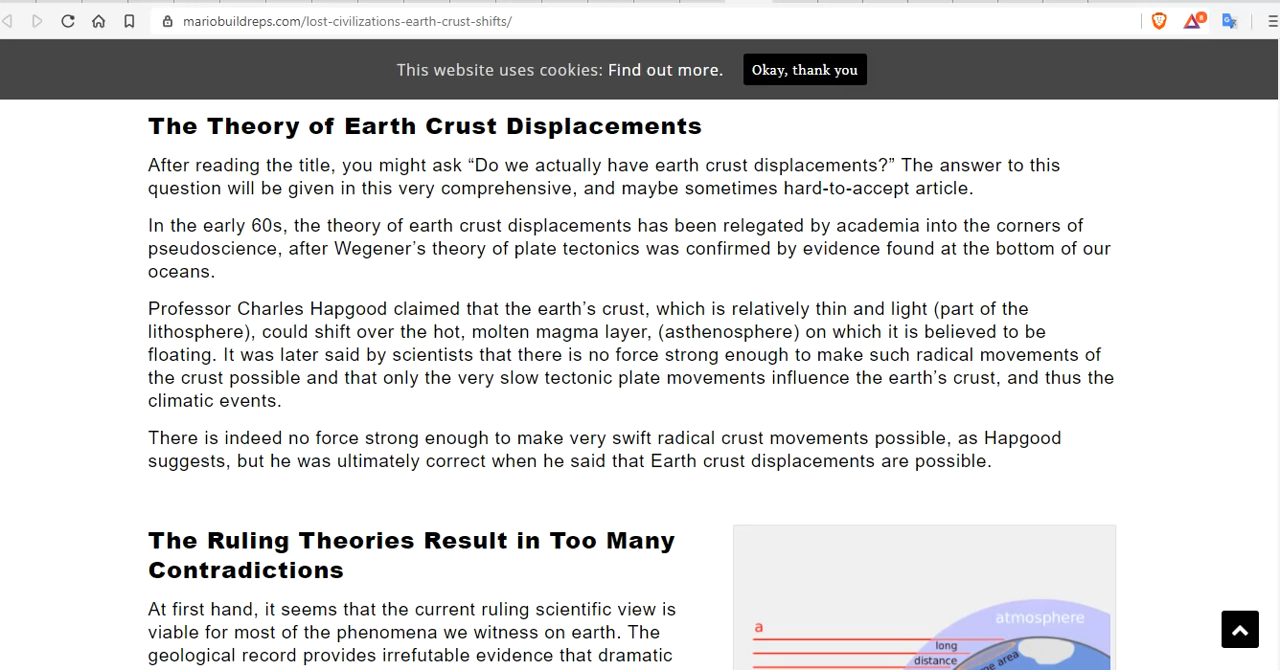 mariobuildreps.com/lost-civilizations-earth-crust-shifts/
This website uses cookies: Find out more.
Okay, thank you
The Theory of Earth Crust Displacements
After reading the title, you might ask “Do we actually have earth crust displacements?” The answer to this
question will be given in this very comprehensive, and maybe sometimes hard-to-accept article.
In the early 60s, the theory of earth crust displacements has been relegated by academia into the corners of
pseudoscience, after Wegener’s theory of plate tectonics was confirmed by evidence found at the bottom of our
oceans.
Professor Charles Hapgood claimed that the earth’s crust, which is relatively thin and light (part of the
lithosphere), could shift over the hot, molten magma layer, (asthenosphere) on which it is believed to be
floating. It was later said by scientists that there is no force strong enough to make such radical movements of
the crust possible and that only the very slow tectonic plate movements influence the earth’s crust, and thus the
climatic events.
There is indeed no force strong enough to make very swift radical crust movements possible, as Hapgood
suggests, but he was ultimately correct when he said that Earth crust displacements are possible.
The Ruling Theories Result in Too Many
Contradictions
At first hand, it seems that the current ruling scientific view is
viable for most of the phenomena we witness on earth. The
geological record provides irrefutable evidence that dramatic
atmosphere
a
long
distance
area